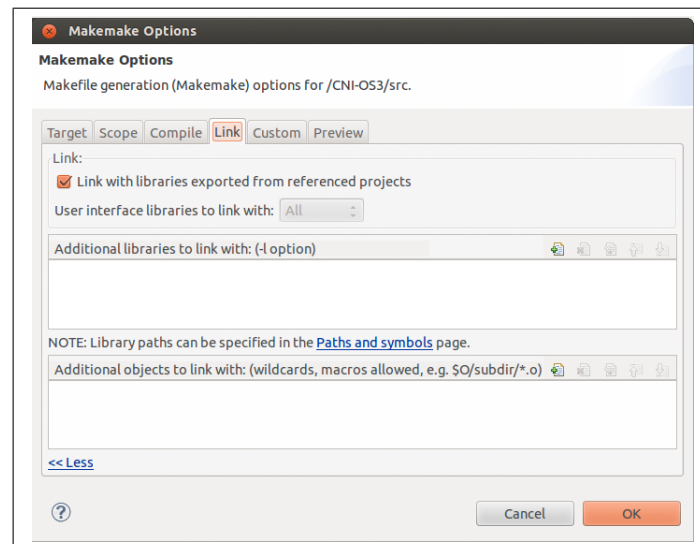 Makemake Options
Makemake Options
Makefile generation (Makemake) options for /CNI-OS3/src.
Target Scope Compile Link Custom Preview
Link:
Link with libraries exported from referenced projects
User interface libraries to link with: All
Additional libraries to link with: (-l option)
NOTE: Library paths can be specified in the Paths and symbols page.
Additional objects to link with: (wildcards, macros allowed, e.g. $O/subdir/*.o)
<< Less
? Cancel OK